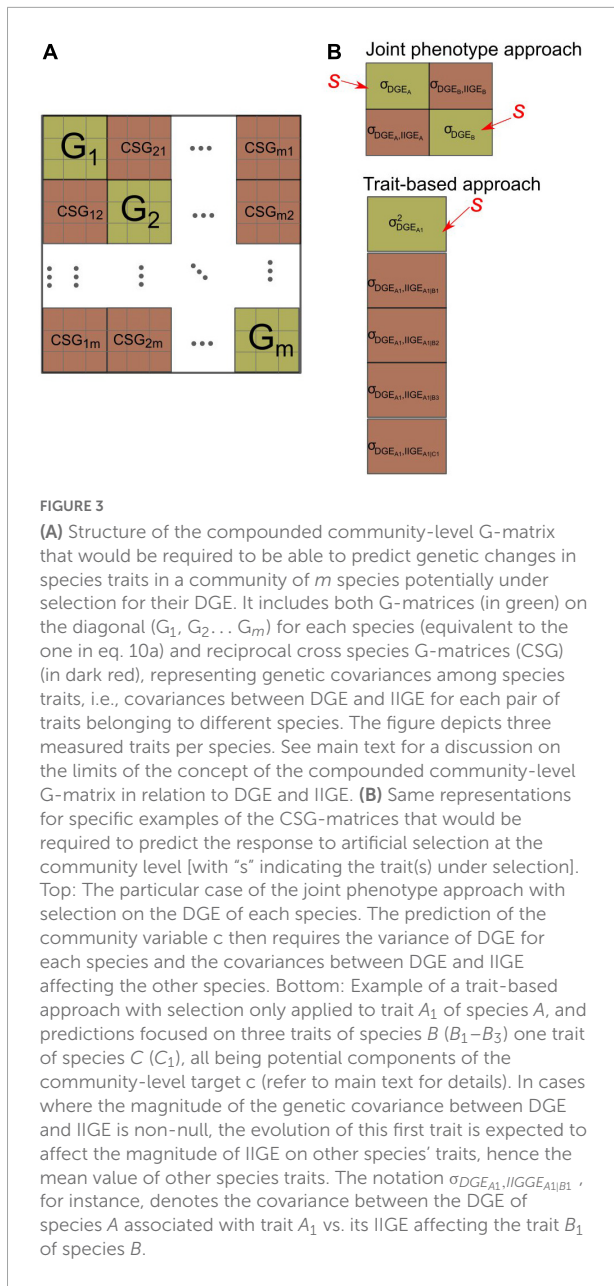 A
G1 CSG21 ... CSGm1
CSG12 G2 ... CSGm2
CSG1m CSG2m ... Gm
B
Joint phenotype approach
S
σDGEA σDGEB,IIGEB
σDGEA,IIGEA σDGEB
S
Trait-based approach
S
σ²DGEA1
σDGEA1,IIGEA1|B1
σDGEA1,IIGEA1|B2
σDGEA1,IIGEA1|B3
σDGEA1,IIGEA1|C1
FIGURE 3
(A) Structure of the compounded community-level G-matrix
that would be required to be able to predict genetic changes in
species traits in a community of m species potentially under
selection for their DGE. It includes both G-matrices (in green) on
the diagonal (G1, G2... Gm) for each species (equivalent to the
one in eq. 10a) and reciprocal cross species G-matrices (CSG)
(in dark red), representing genetic covariances among species
traits, i.e., covariances between DGE and IIGE for each pair of
traits belonging to different species. The figure depicts three
measured traits per species. See main text for a discussion on
the limits of the concept of the compounded community-level
G-matrix in relation to DGE and IIGE. (B) Same representations
for specific examples of the CSG-matrices that would be
required to predict the response to artificial selection at the
community level [with "s" indicating the trait(s) under selection].
Top: The particular case of the joint phenotype approach with
selection on the DGE of each species. The prediction of the
community variable c then requires the variance of DGE for
each species and the covariances between DGE and IIGE
affecting the other species. Bottom: Example of a trait-based
approach with selection only applied to trait A1 of species A, and
predictions focused on three traits of species B (B1–B3) one trait
of species C (C1), all being potential components of the
community-level target c (refer to main text for details). In cases
where the magnitude of the genetic covariance between DGE
and IIGE is non-null, the evolution of this first trait is expected to
affect the magnitude of IIGE on other species' traits, hence the
mean value of other species traits. The notation σDGEA1,IIGGEA1|B1 ,
for instance, denotes the covariance between the DGE of
species A associated with trait A1 vs. its IIGE affecting the trait B1
of species B.